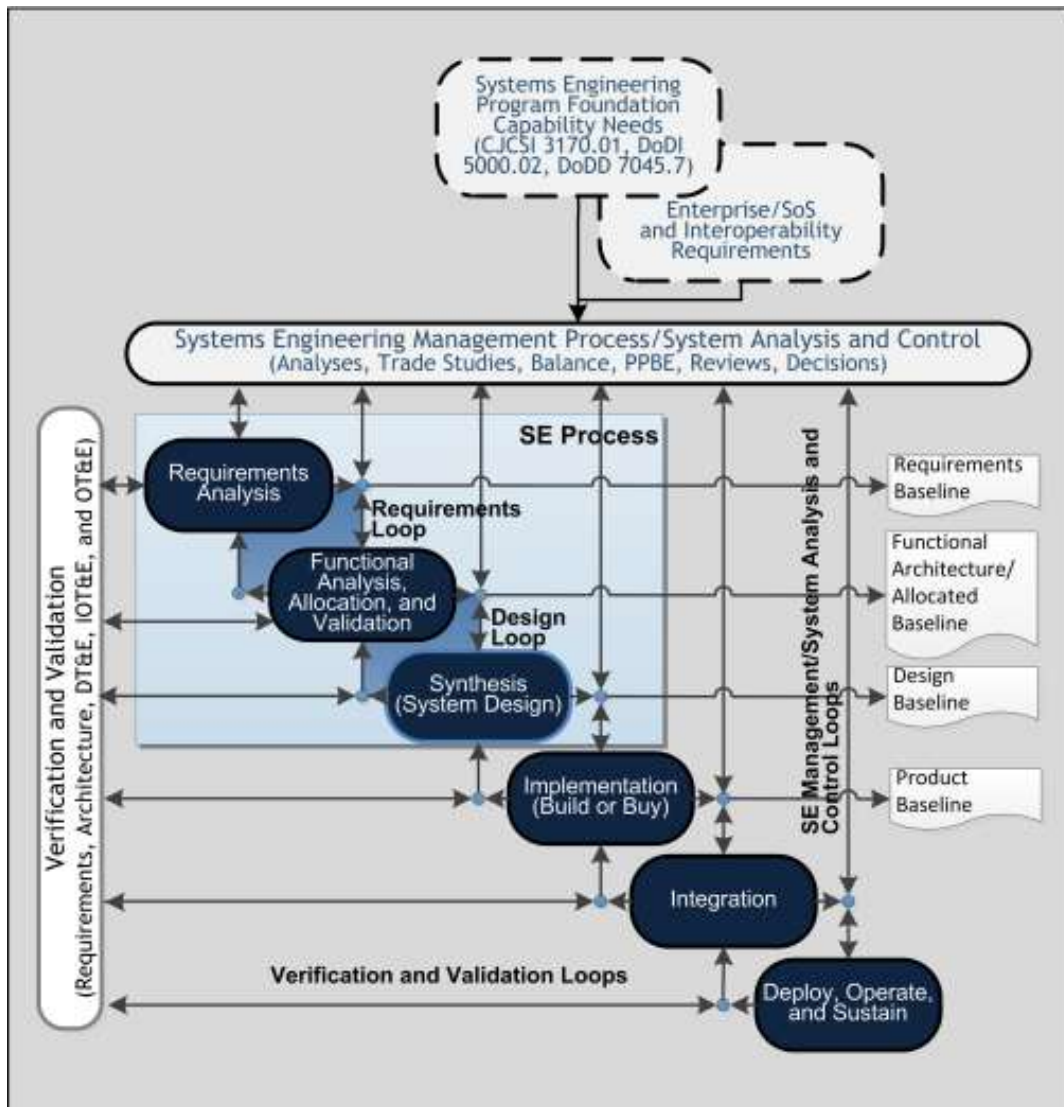 Systems Engineering
Program Foundation
Capability Needs
(CJCSI 3170.01, DoDI
5000.02, DoDD 7045.7)
Enterprise/SoS
and Interoperability
Requirements
Systems Engineering Management Process/System Analysis and Control
(Analyses, Trade Studies, Balance, PPBE, Reviews, Decisions)
Verification and Validation
(Requirements, Architecture, DT&E, IOT&E, and OT&E)
SE Process
Requirements
Analysis
Requirements
Loop
Functional
Analysis,
Allocation, and
Validation
Design
Loop
Synthesis
(System Design)
Implementation
(Build or Buy)
Integration
Deploy, Operate,
and Sustain
Verification and Validation Loops
SE Management/System Analysis and
Control Loops
Requirements
Baseline
Functional
Architecture/
Allocated
Baseline
Design
Baseline
Product
Baseline